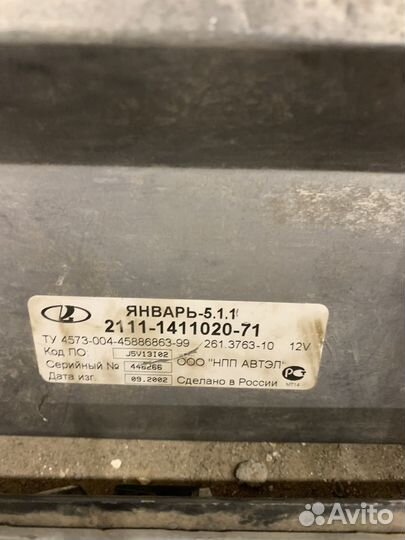 ЯНВАРЬ-5.1.1
2111-1411020-71
ТУ 4573-004-45886863-99 261.3763-10 12V
Код ПО J5V13I02
Серийный № 446266 ООО "НПП АВТЭЛ"
Дата изг. 09.2002 Сделано в России
МТ14
Avito